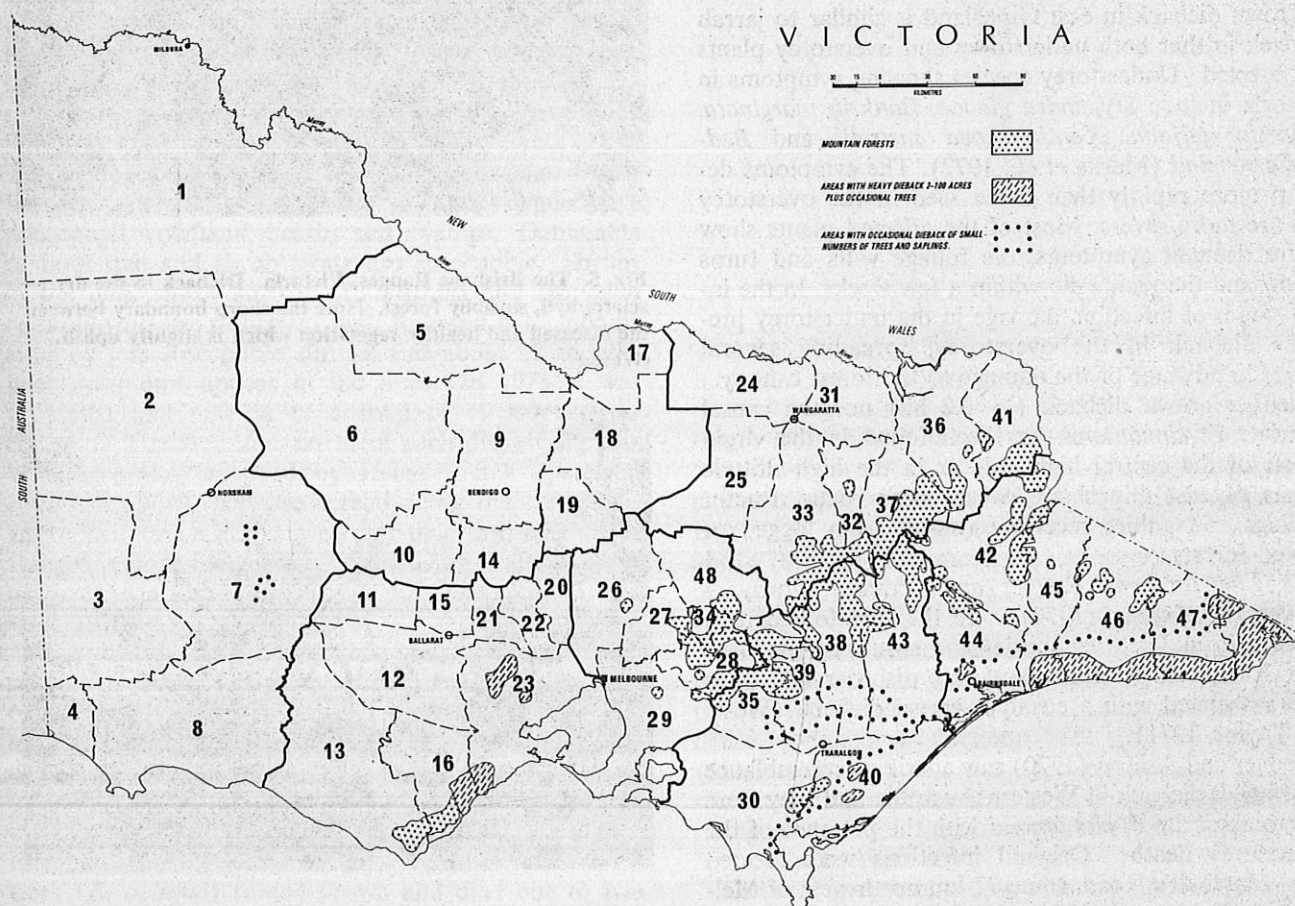 VICTORIA
KILOMETRES
MOUNTAIN FORESTS
AREAS WITH HEAVY DIEBACK 2-100 ACRES
PLUS OCCASIONAL TREES
AREAS WITH OCCASIONAL DIEBACK OF SMALL
NUMBERS OF TREES AND SAPLINGS.
MILDURA
Murray
1
NEW
SOUTH
WALES
SOUTH AUSTRALIA
2
5
17
Murray
24
31
WANGARATTA
36
41
6
9
18
HORSHAM
BENDIGO
25
33
32
37
19
10
14
42
3
7
11
15
20
26
48
45
BALLARAT
21
22
27
34
38
43
44
46
47
12
23
MELBOURNE
28
39
BAIRNSDALE
4
8
29
35
13
16
TRARALGON
40
30